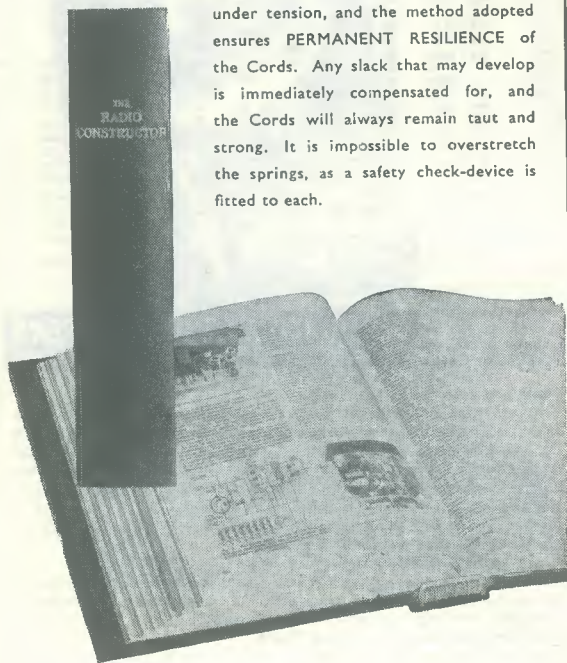 under tension, and the method adopted
ensures PERMANENT RESILIENCE of
the Cords. Any slack that may develop
is immediately compensated for, and
the Cords will always remain taut and
strong. It is impossible to overstretch
the springs, as a safety check-device is
fitted to each.
THE
RADIO
CONSTRUCTOR